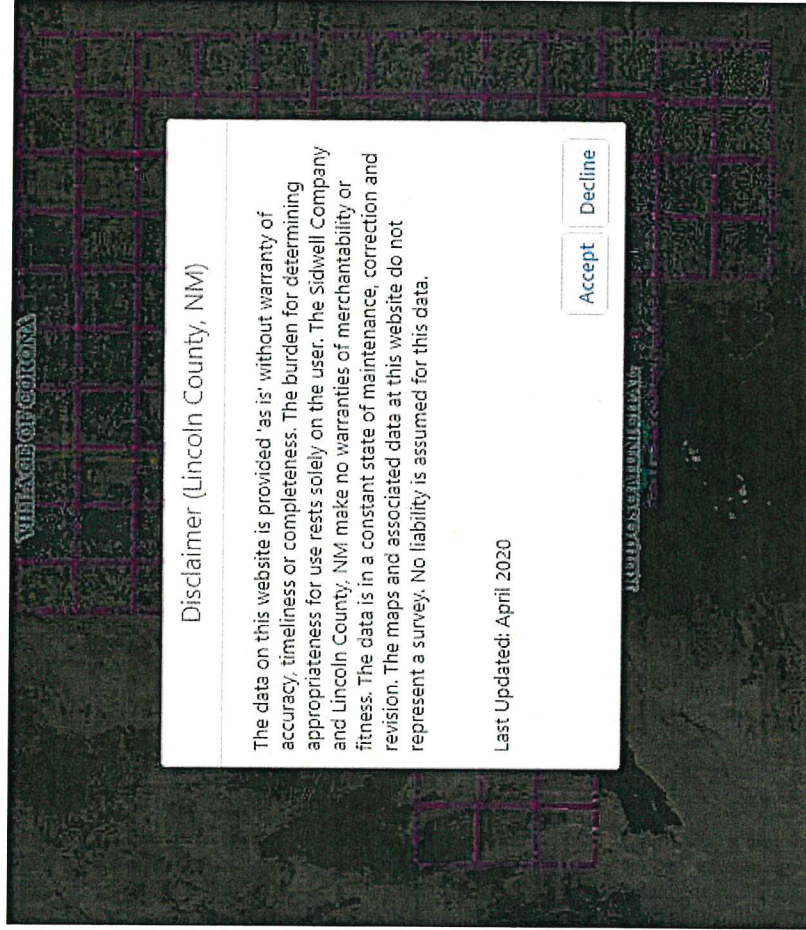 VILLAGE OF CORONA
Disclaimer (Lincoln County, NM)
The data on this website is provided 'as is' without warranty of
accuracy, timeliness or completeness. The burden for determining
appropriateness for use rests solely on the user. The Sidwell Company
and Lincoln County, NM make no warranties of merchantability or
fitness. The data is in a constant state of maintenance, correction and
revision. The maps and associated data at this website do not
represent a survey. No liability is assumed for this data.
Last Updated: April 2020
Accept
Decline